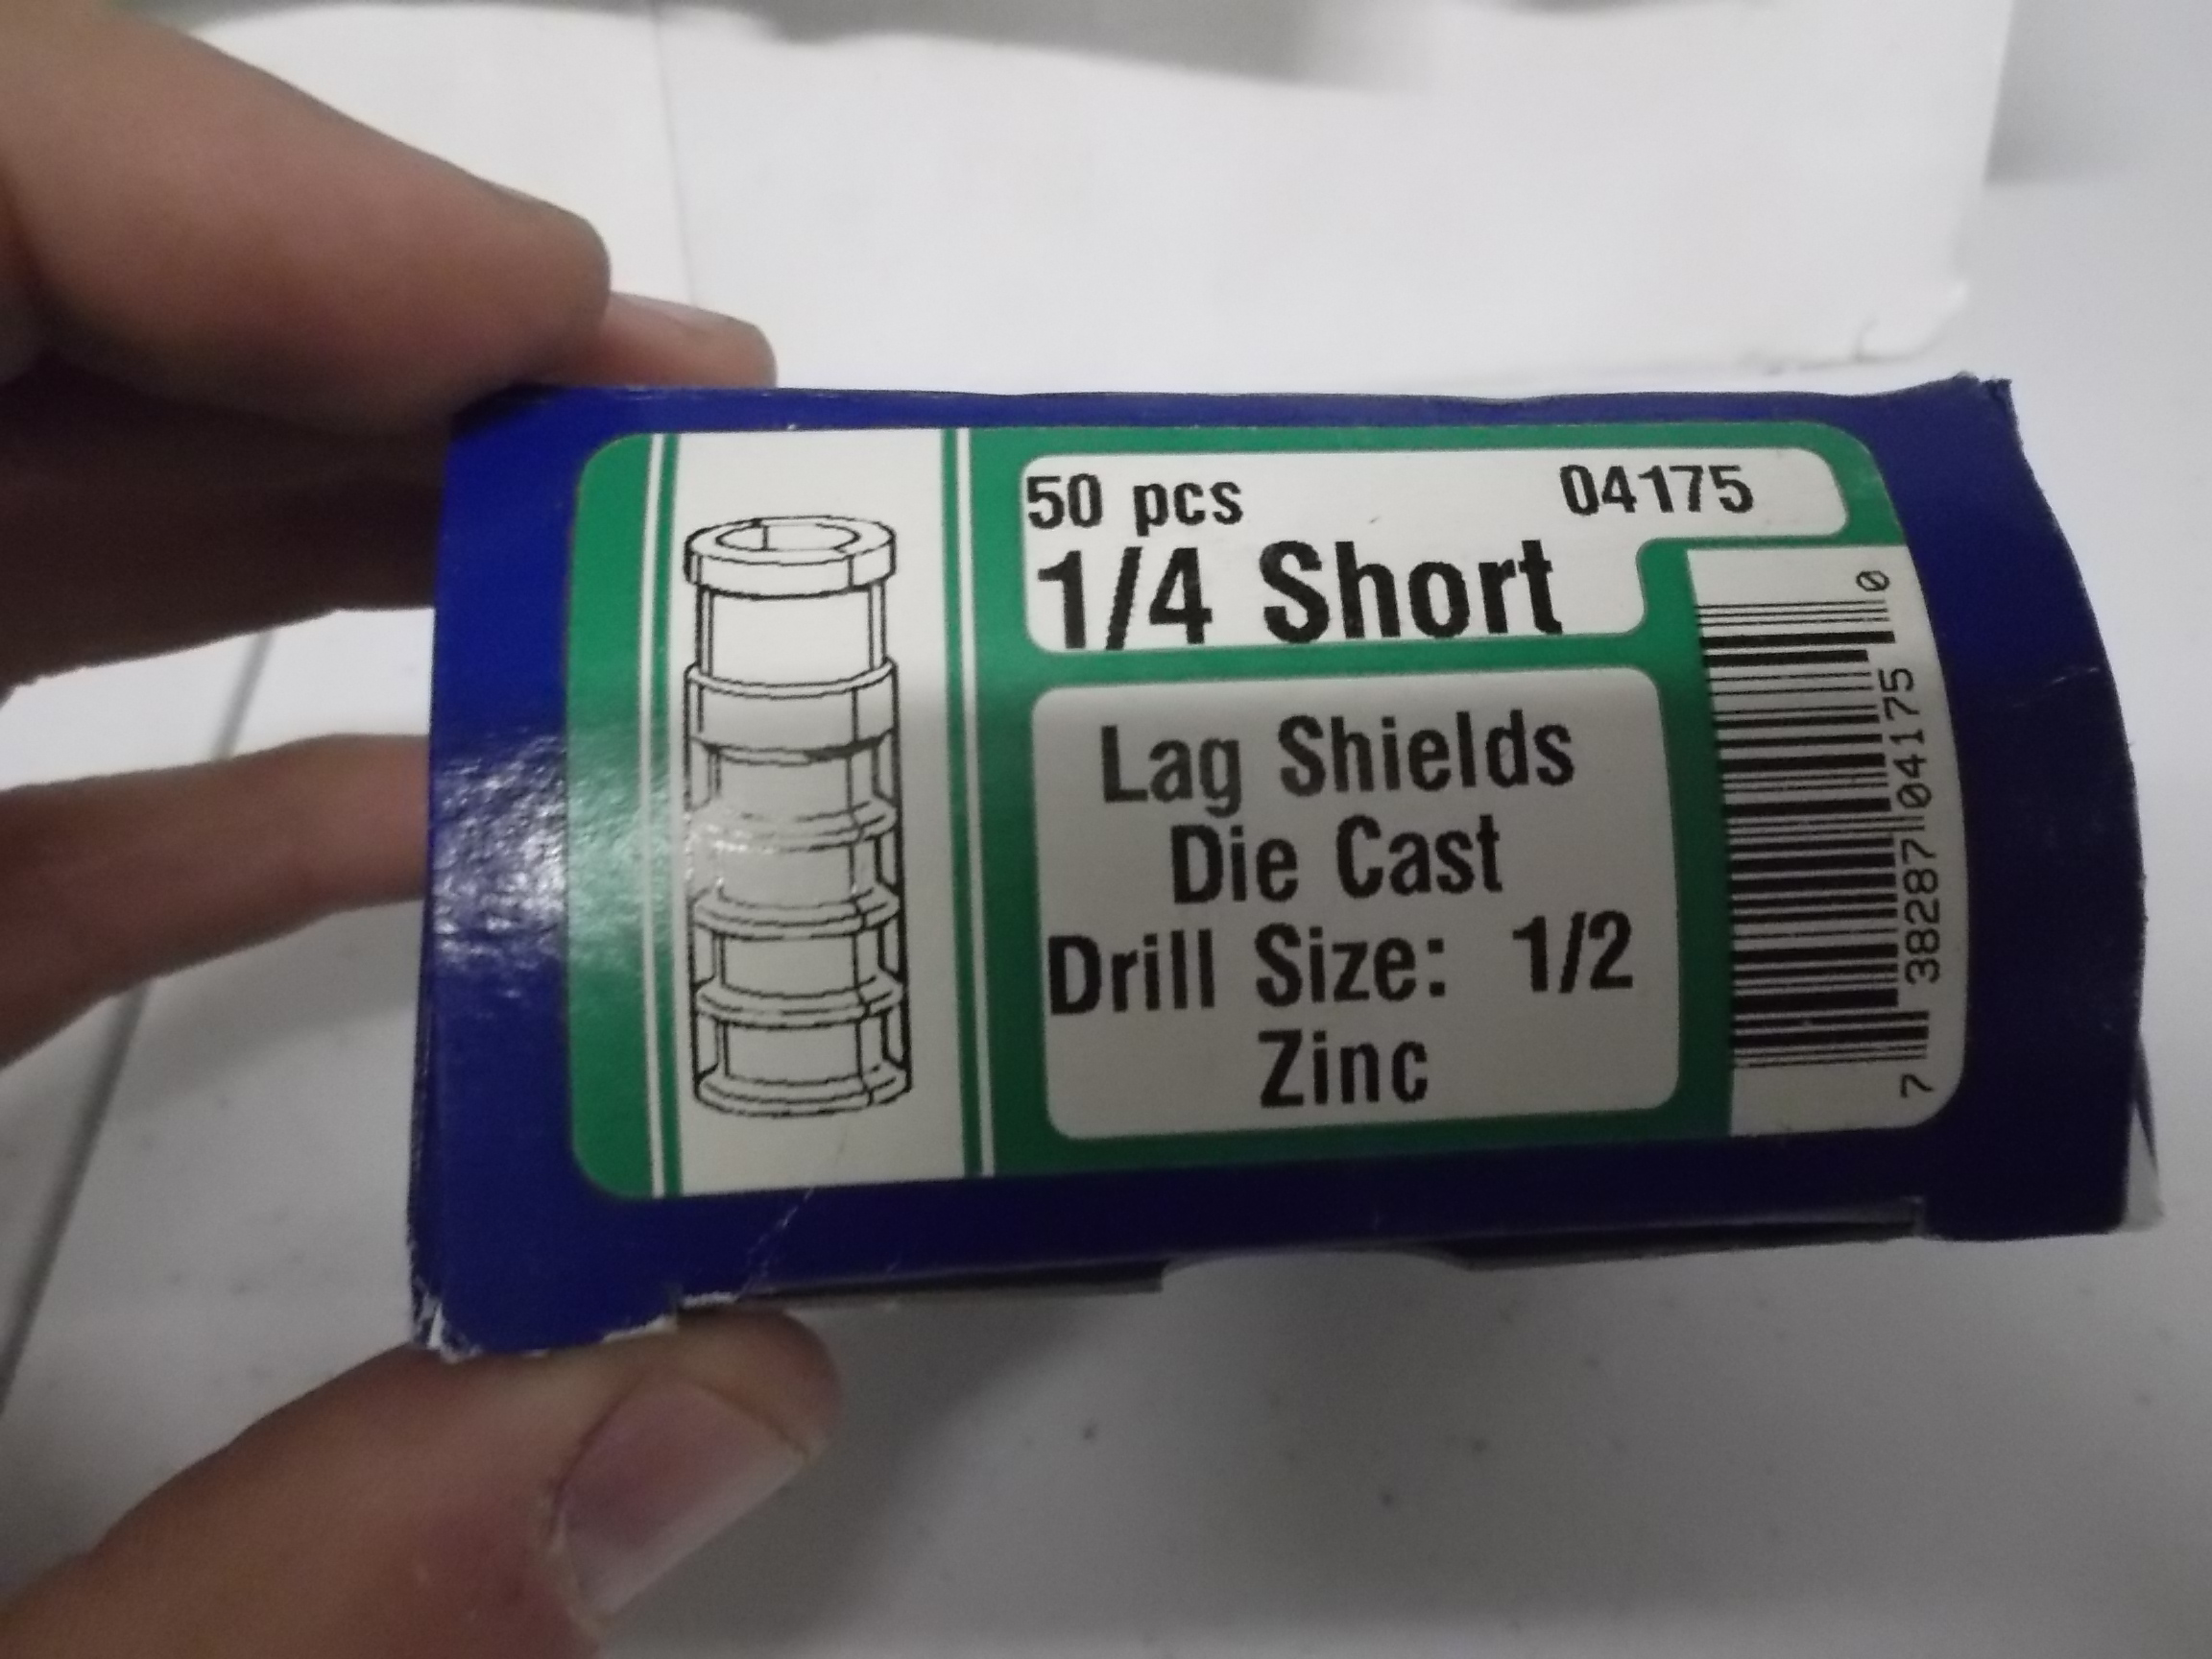 50 pcs 04175
1/4 Short
Lag Shields
Die Cast
Drill Size: 1/2
Zinc
7 38287 04175 0